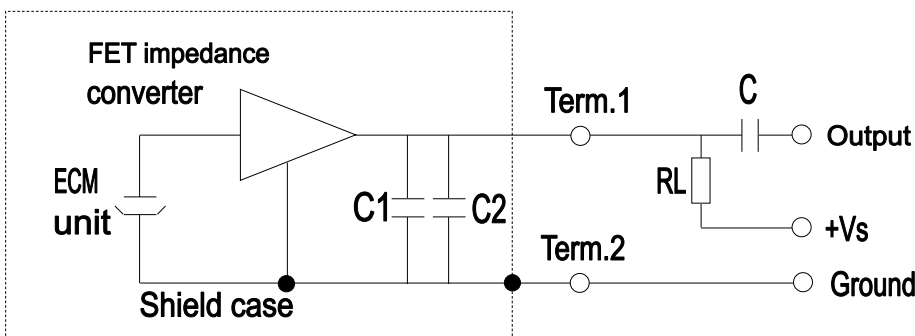 FET impedance
converter
Term.1
C
Output
ECM
unit
C1
C2
RL
+Vs
Term.2
Ground
Shield case